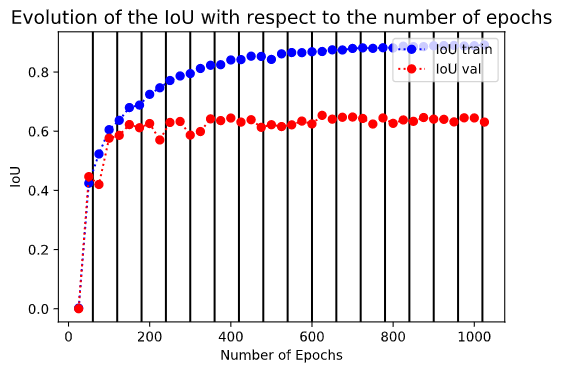 Evolution of the IoU with respect to the number of epochs
IoU train
IoU val
0.8
0.6
0.4
0.2
0.0
IoU
0 200 400 600 800 1000
Number of Epochs